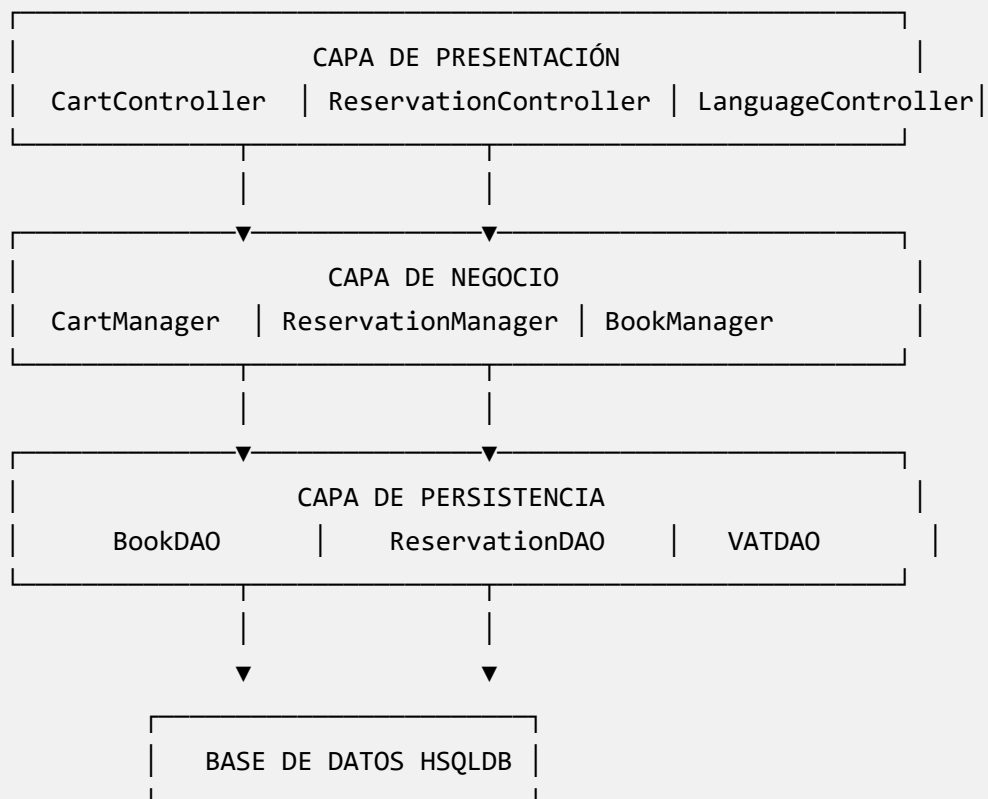 CAPA DE PRESENTACIÓN
CartController | ReservationController | LanguageController
CAPA DE NEGOCIO
CartManager | ReservationManager | BookManager
CAPA DE PERSISTENCIA
BookDAO | ReservationDAO | VATDAO
BASE DE DATOS HSQLDB